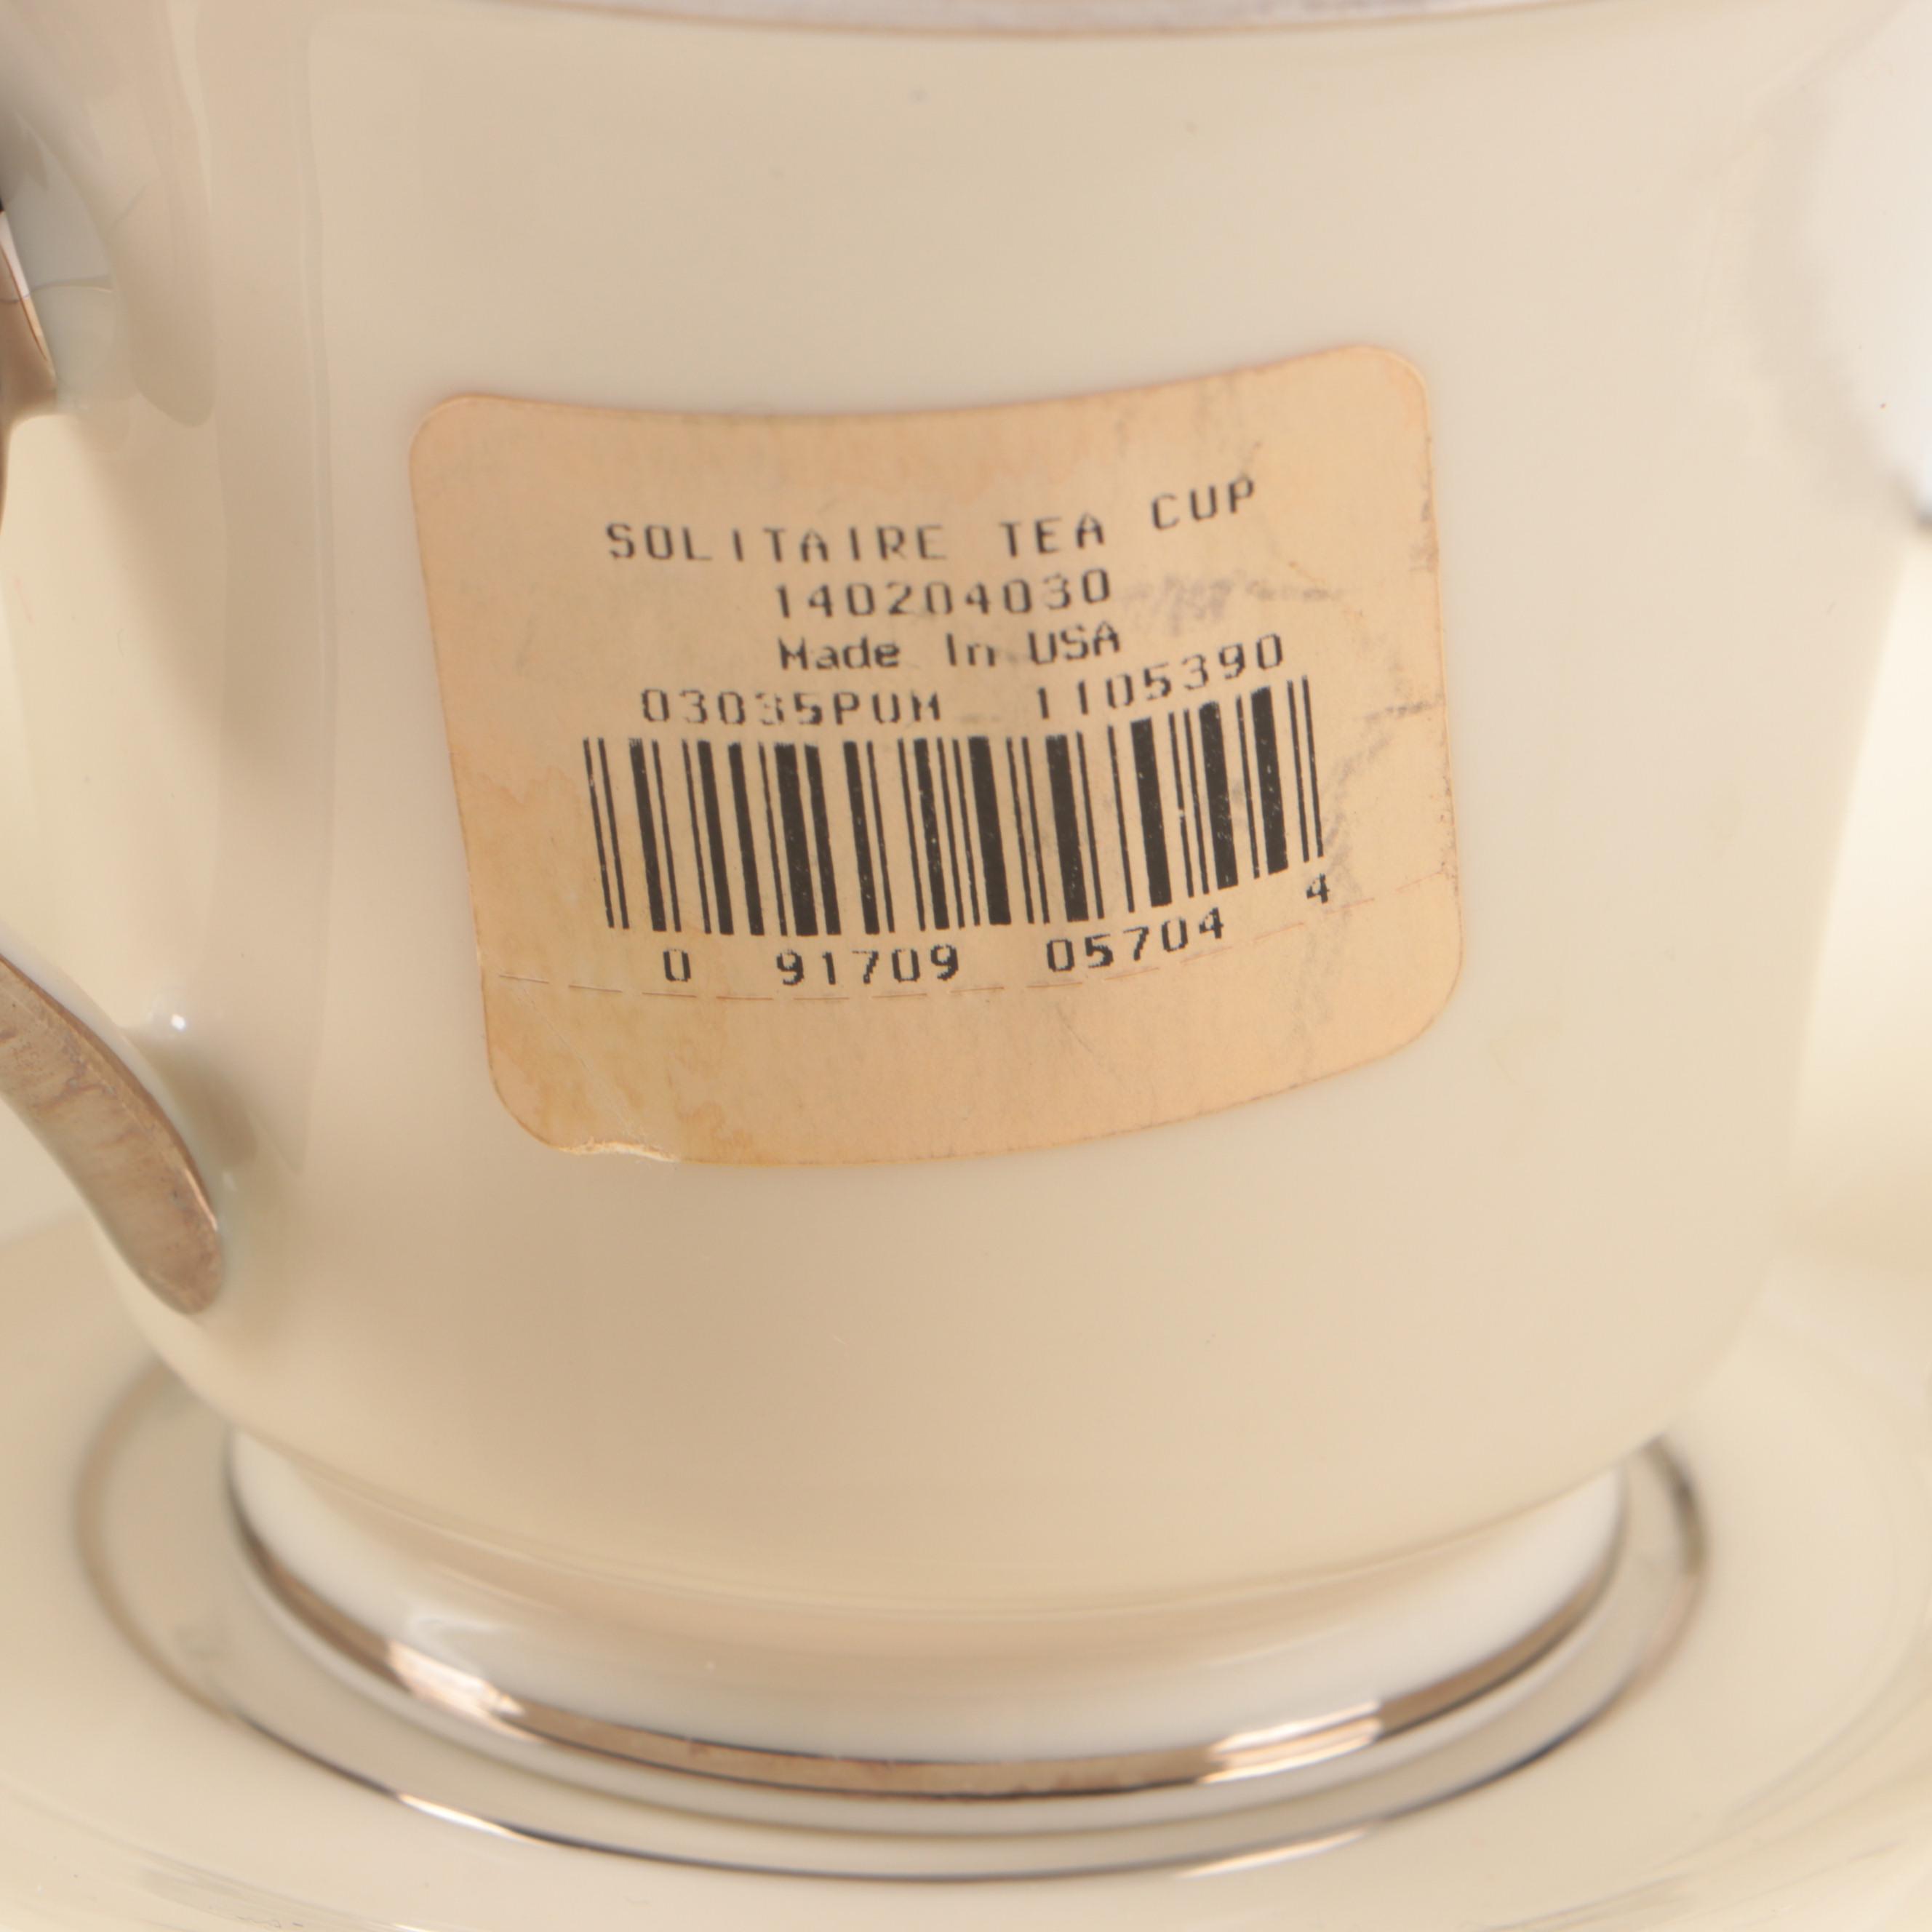 SOLITAIRE TEA CUP
140204030
Made In USA
03035PUM 1105390
0 91709 05704 4